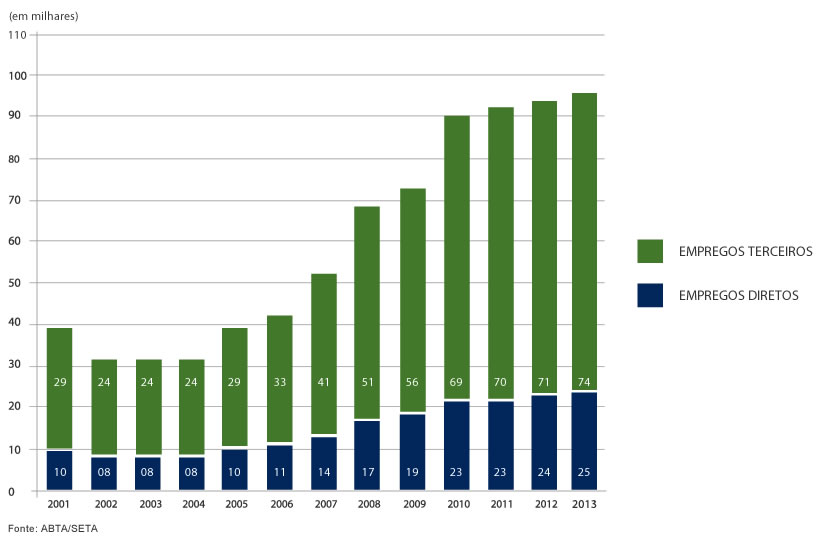 (em milhares)
110
100
90
80
70
60
50
40
30
20
10
0
29 24 24 24 29 33 41 51 56 69 70 71 74
10 08 08 08 10 11 14 17 19 23 23 24 25
2001 2002 2003 2004 2005 2006 2007 2008 2009 2010 2011 2012 2013
EMPREGOS TERCEIROS
EMPREGOS DIRETOS
Fonte: ABTA/SETA